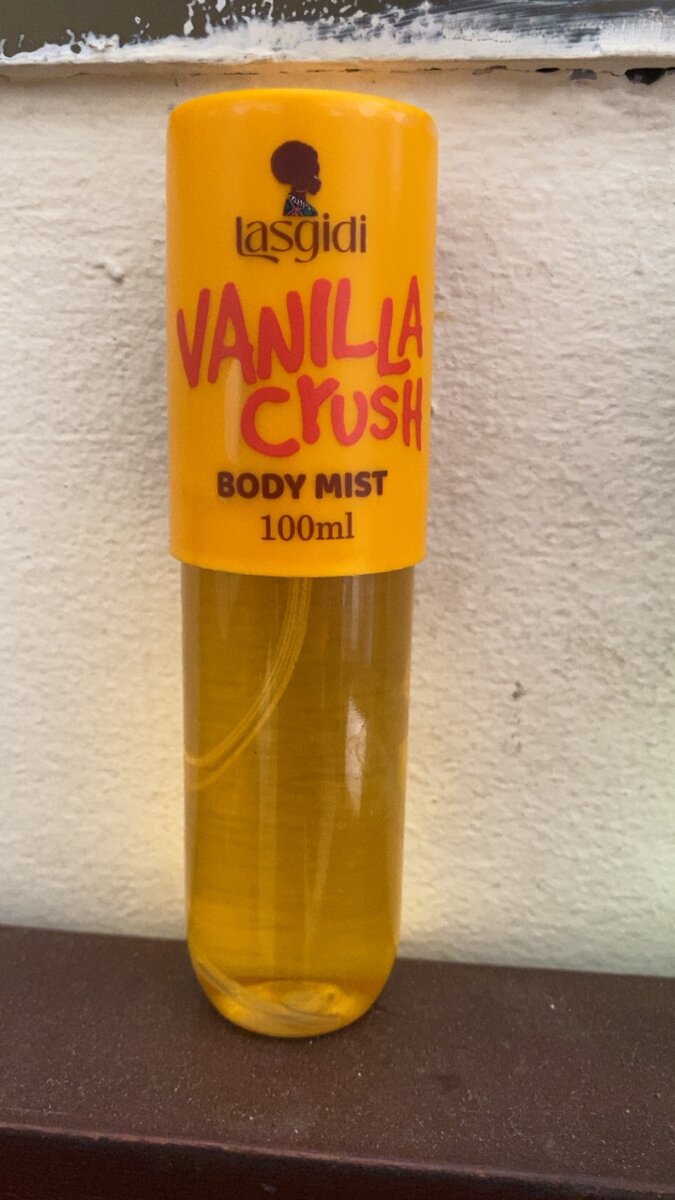 Lasgidi
VANILLA
CrUSH
BODY MIST
100ml